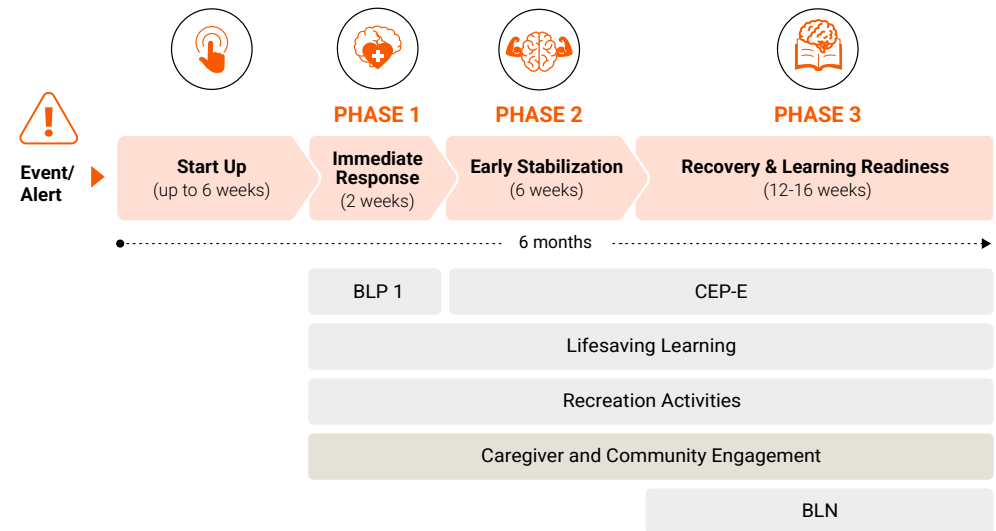 PHASE 1
PHASE 2
PHASE 3
!
Event/
Alert
Start Up
(up to 6 weeks)
Immediate
Response
(2 weeks)
Early Stabilization
(6 weeks)
Recovery & Learning Readiness
(12-16 weeks)
6 months
BLP 1
CEP-E
Lifesaving Learning
Recreation Activities
Caregiver and Community Engagement
BLN